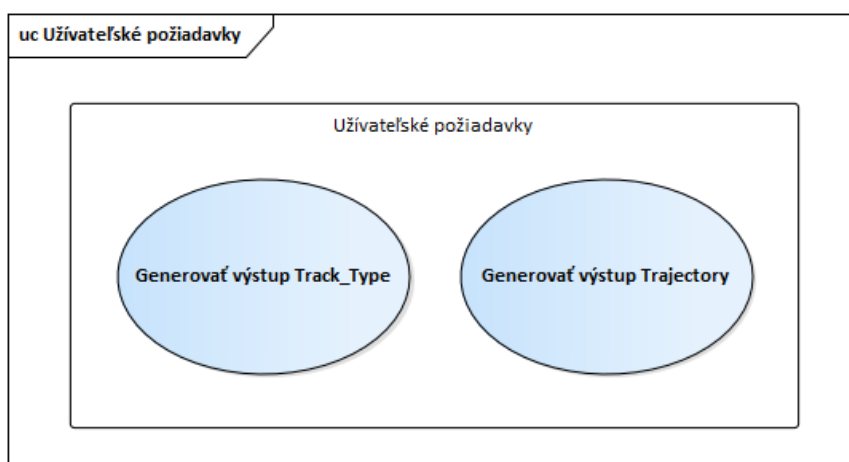 uc Užívateľské požiadavky
Užívateľské požiadavky
Generovať výstup Track_Type
Generovať výstup Trajectory